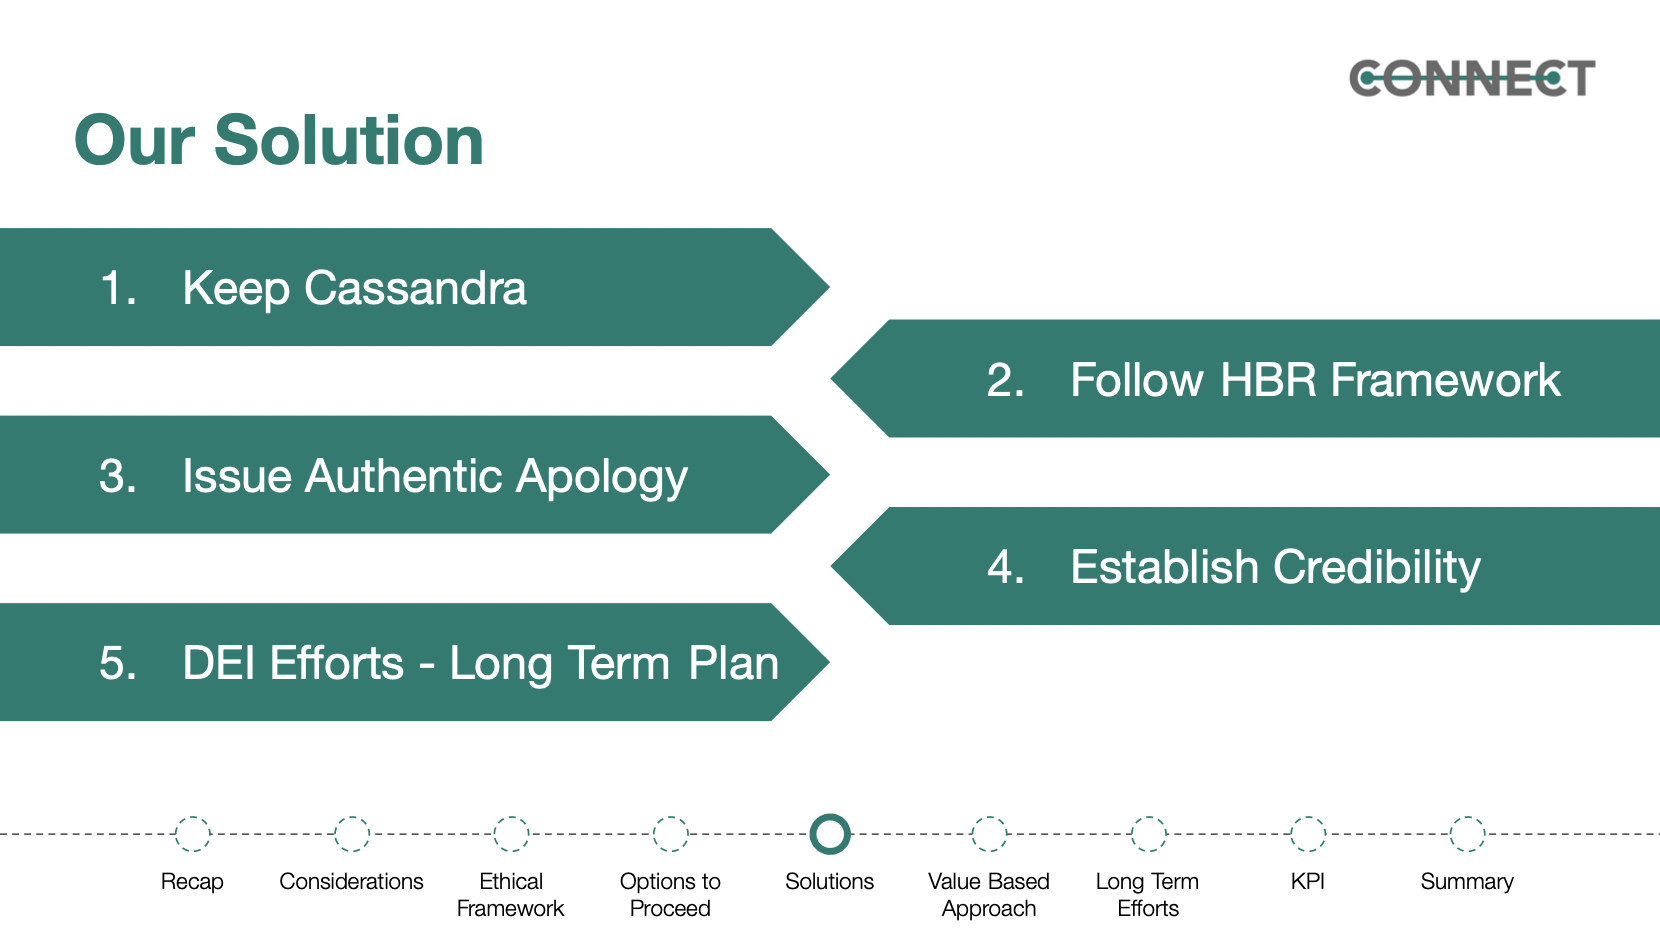 CONNECT
Our Solution
1. Keep Cassandra
2. Follow HBR Framework
3. Issue Authentic Apology
4. Establish Credibility
5. DEI Efforts - Long Term Plan
Recap
Considerations
Ethical
Framework
Options to
Proceed
Solutions
Value Based
Approach
Long Term
Efforts
KPI
Summary